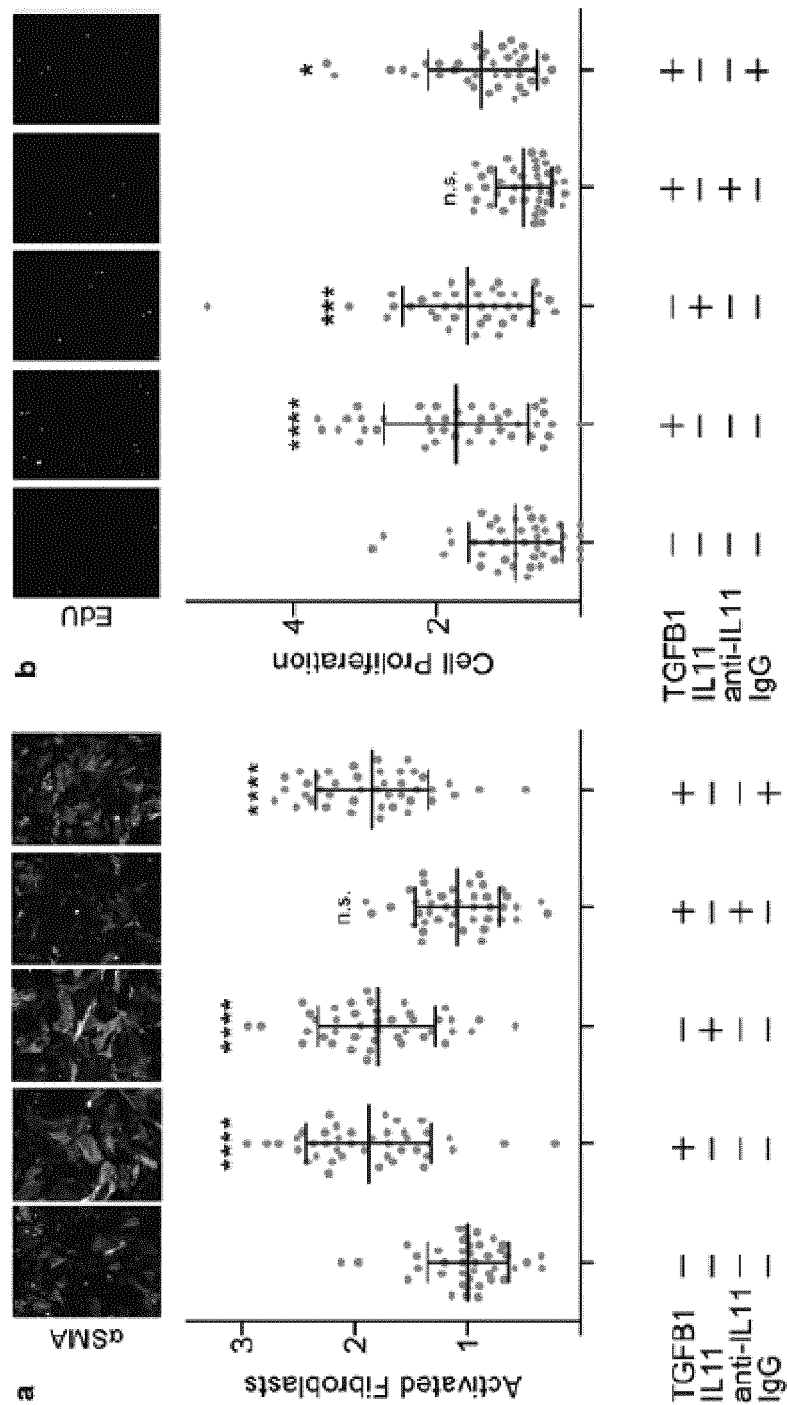 a
αSMA
Activated Fibroblasts
3
2
1
****
****
n.s.
****
TGFB1 − + − + +
IL11 − − + − −
anti-IL11 − − − + −
IgG − − − − +
b
EdU
Cell Proliferation
4
2
****
***
n.s.
*
TGFB1 − + − + +
IL11 − − + − −
anti-IL11 − − − + −
IgG − − − − +